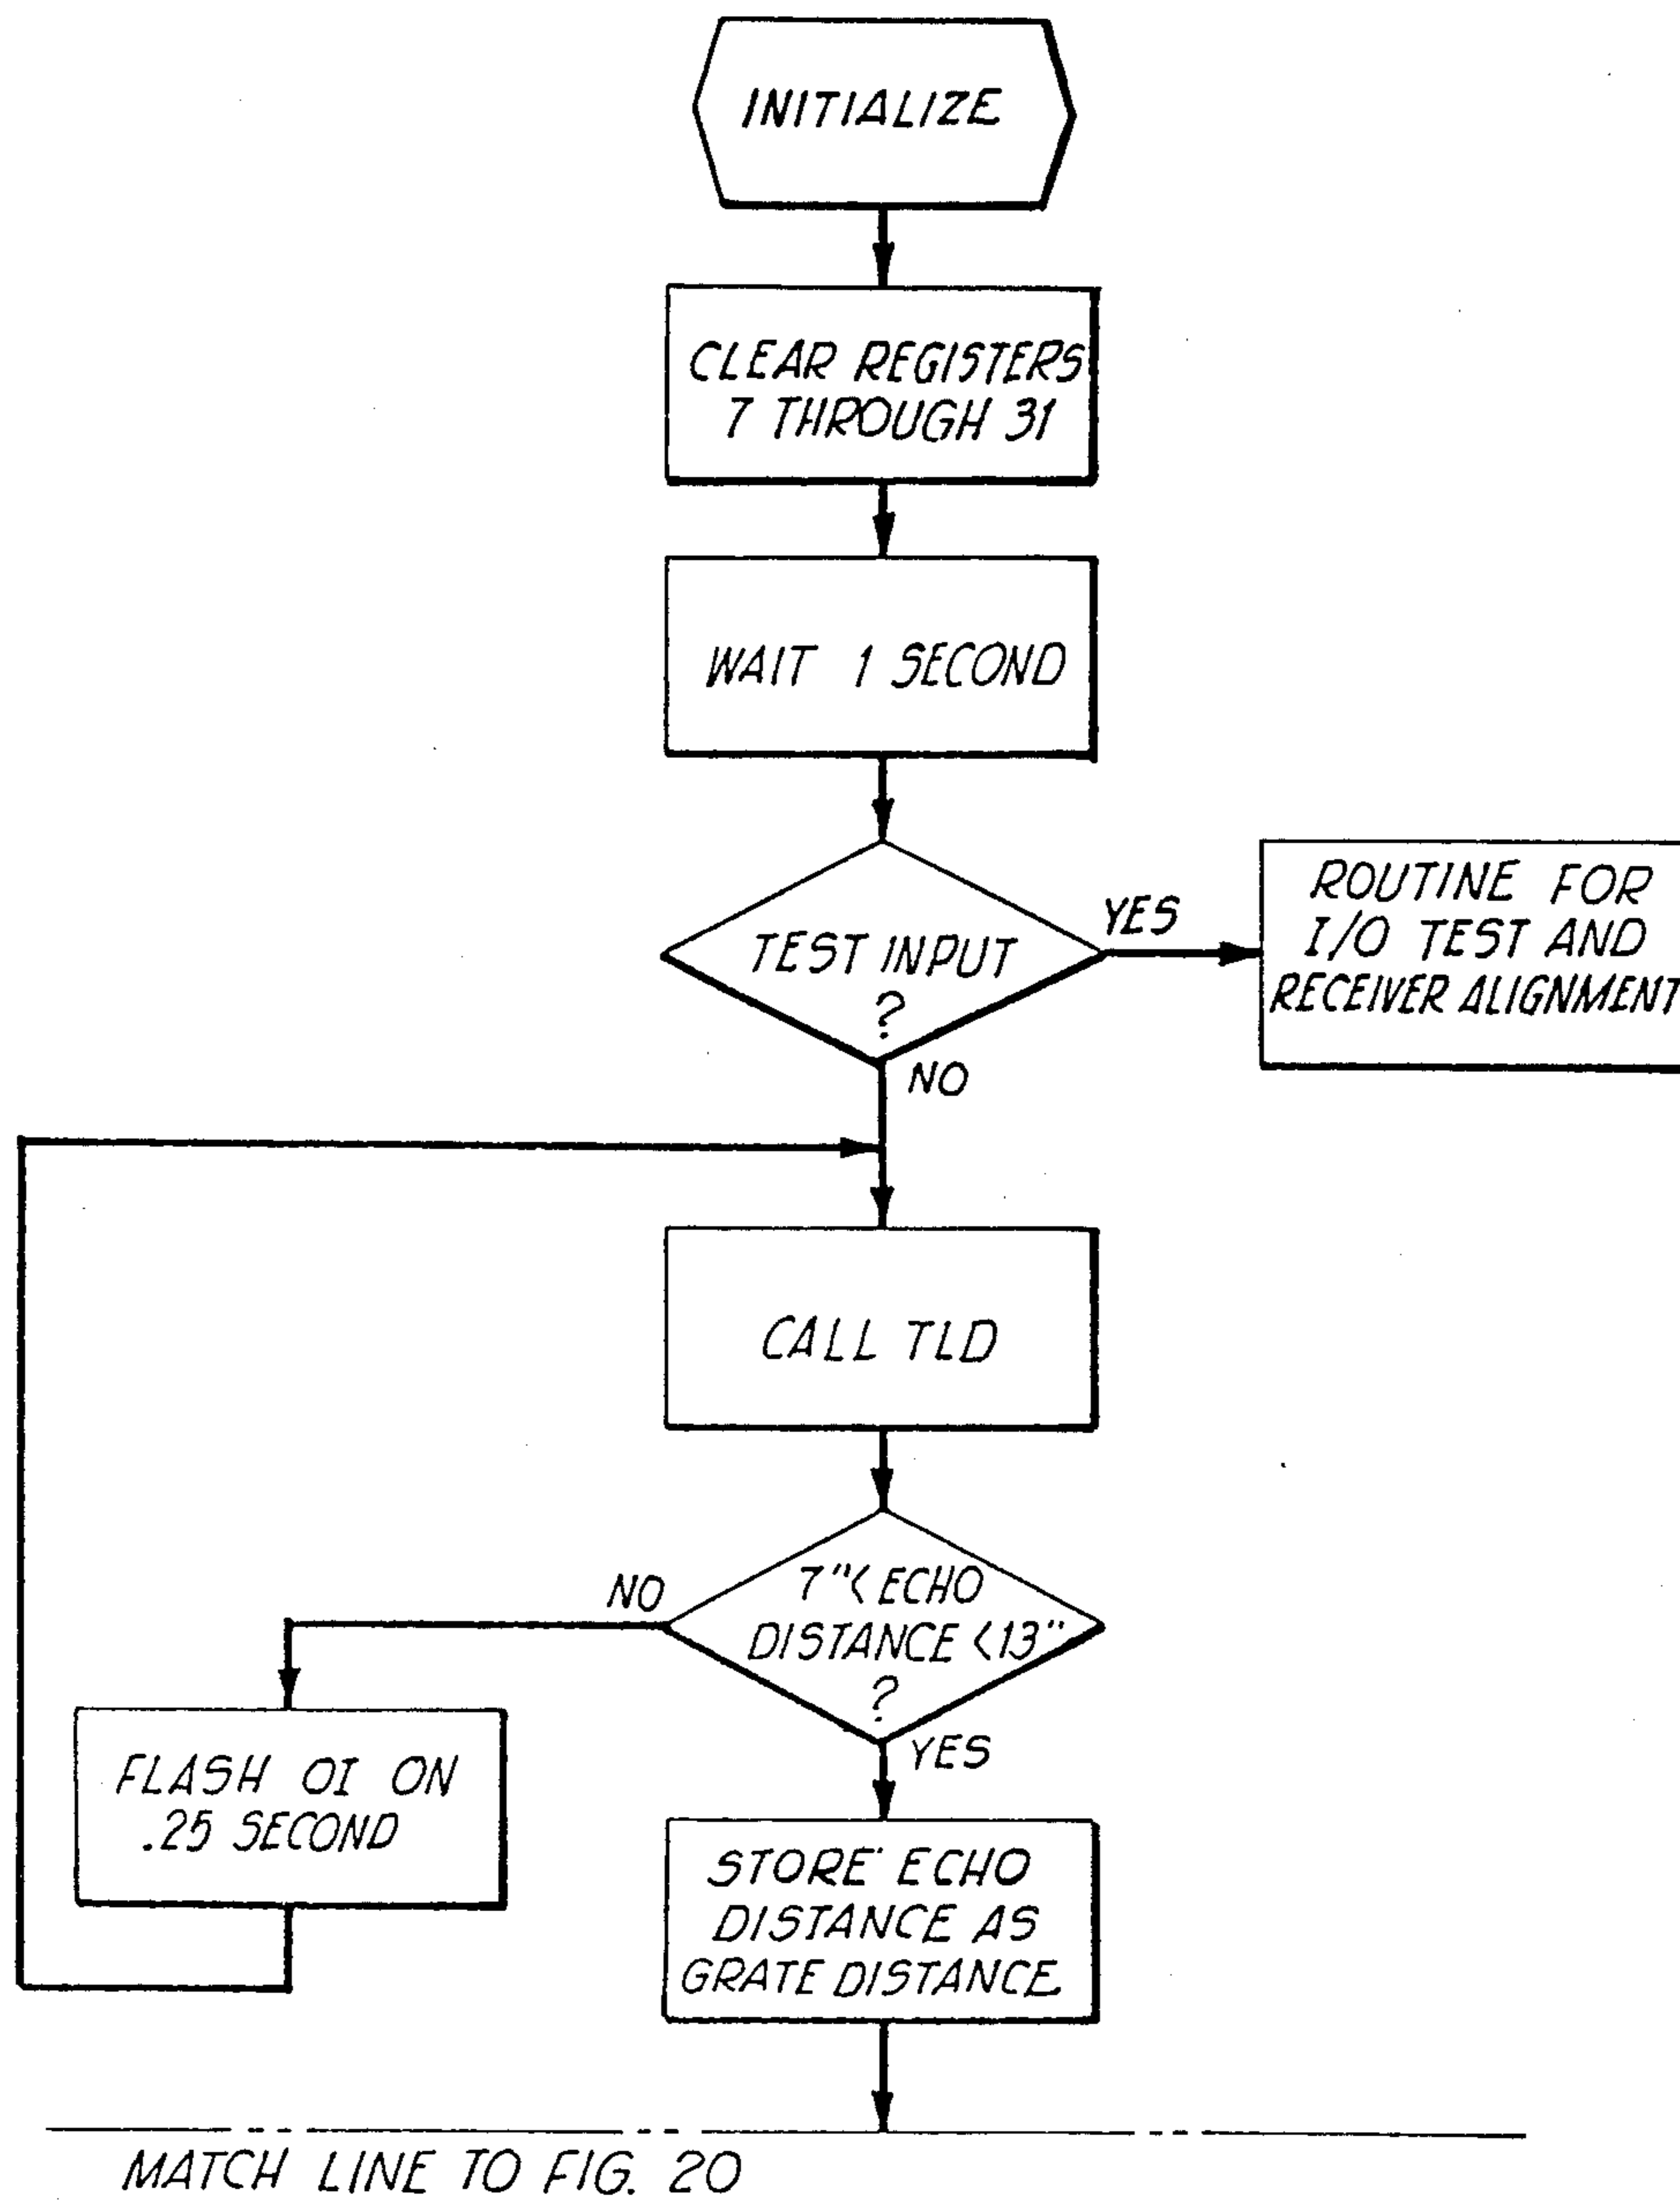 INITIALIZE
CLEAR REGISTERS
7 THROUGH 31
WAIT 1 SECOND
TEST INPUT
?
YES
ROUTINE FOR
I/O TEST AND
RECEIVER ALIGNMENT
NO
CALL TLD
7"< ECHO
DISTANCE <13"
?
NO
YES
FLASH OI ON
.25 SECOND
STORE ECHO
DISTANCE AS
GRATE DISTANCE
MATCH LINE TO FIG. 20